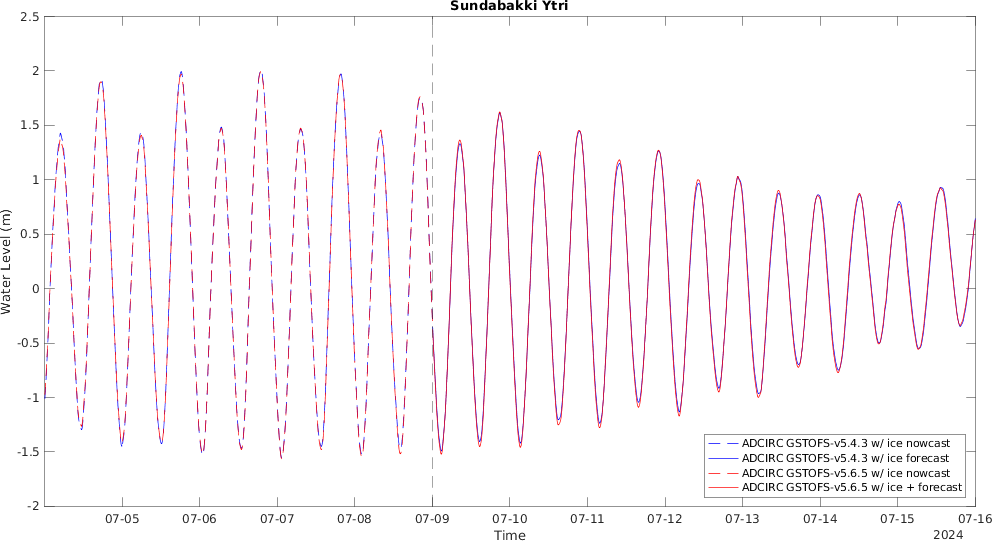 Sundabakki Ytri
2.5
2
1.5
1
0.5
0
-0.5
-1
-1.5
-2
Water Level (m)
07-05 07-06 07-07 07-08 07-09 07-10 07-11 07-12 07-13 07-14 07-15 07-16
Time
2024
ADCIRC GSTOFS-v5.4.3 w/ ice nowcast
ADCIRC GSTOFS-v5.4.3 w/ ice forecast
ADCIRC GSTOFS-v5.6.5 w/ ice nowcast
ADCIRC GSTOFS-v5.6.5 w/ ice + forecast